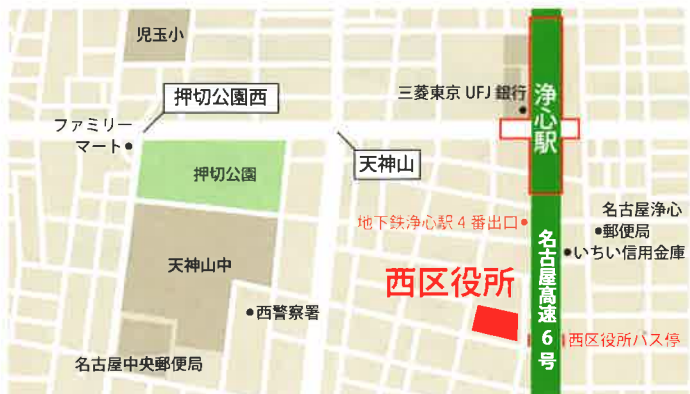 児玉小
押切公園西
三菱東京UFJ銀行
浄心駅
ファミリー
マート
天神山
押切公園
地下鉄浄心駅4番出口
名古屋浄心
郵便局
いちい信用金庫
名古屋高速6号
天神山中
西区役所
西警察署
西区役所バス停
名古屋中央郵便局